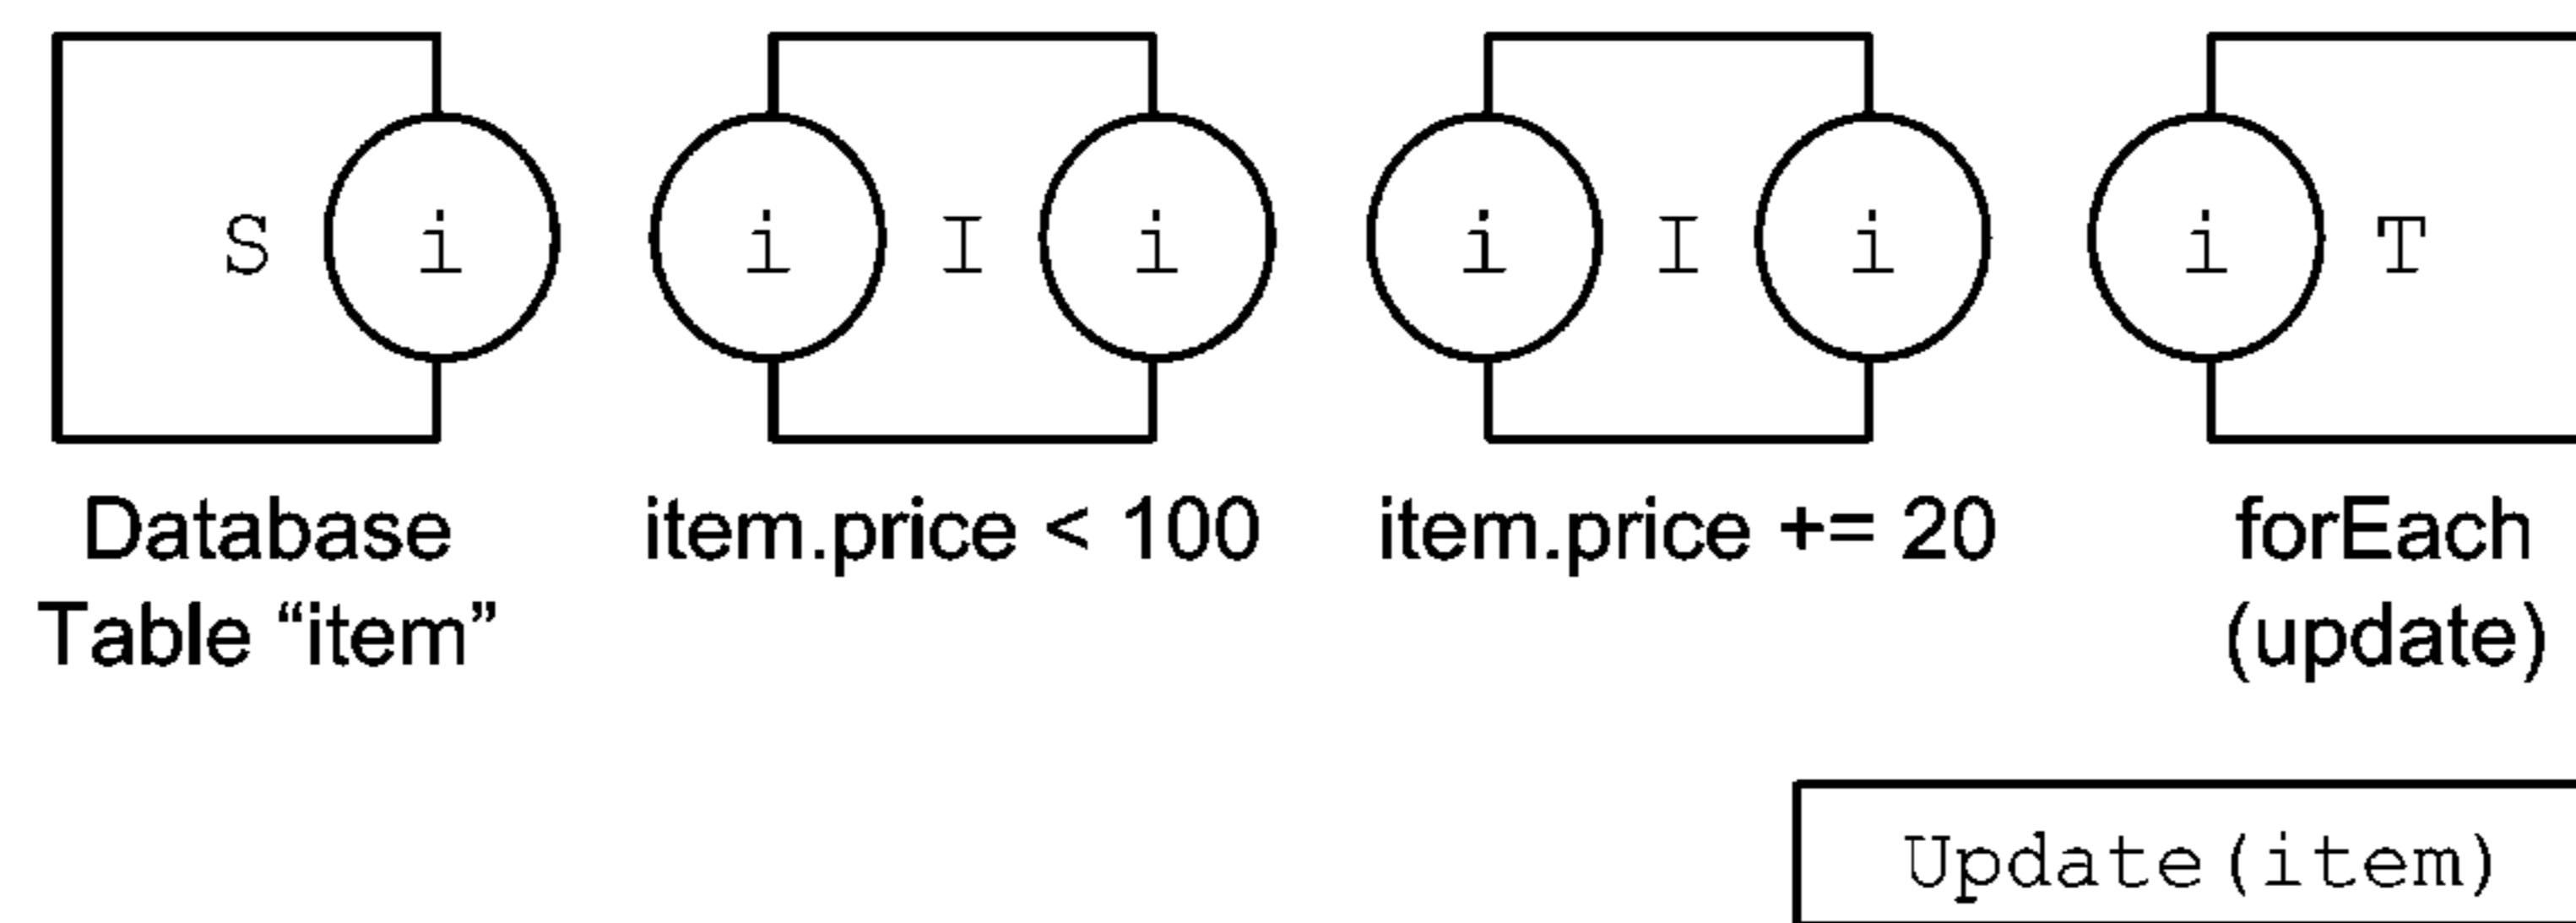 S i i I i i I i i T
Database item.price < 100 item.price += 20 forEach
Table “item” (update)
Update(item)